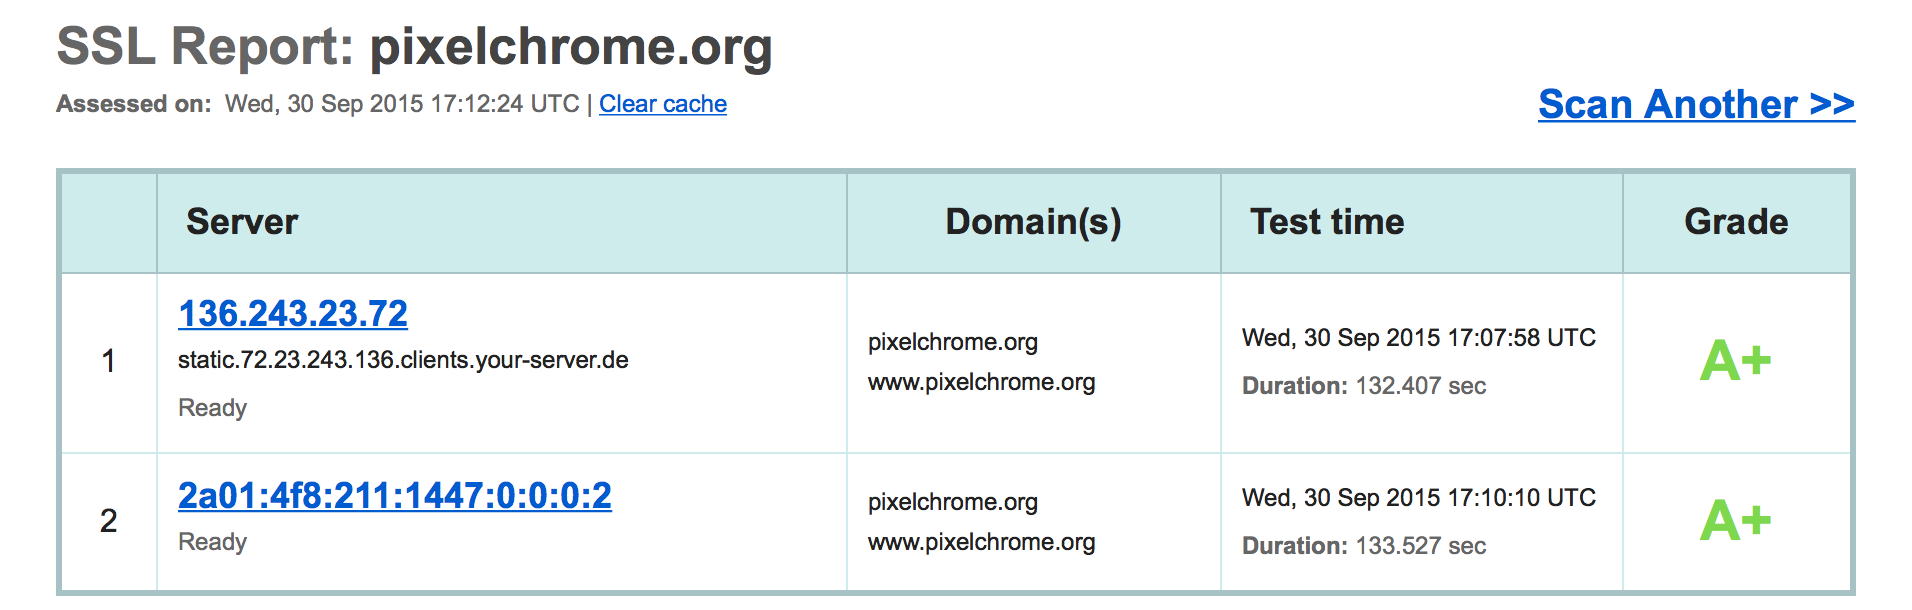 SSL Report: pixelchrome.org
Assessed on: Wed, 30 Sep 2015 17:12:24 UTC | Clear cache
Scan Another >>
Server Domain(s) Test time Grade
1
136.243.23.72
static.72.23.243.136.clients.your-server.de
Ready
pixelchrome.org
www.pixelchrome.org
Wed, 30 Sep 2015 17:07:58 UTC
Duration: 132.407 sec
A+
2
2a01:4f8:211:1447:0:0:0:2
Ready
pixelchrome.org
www.pixelchrome.org
Wed, 30 Sep 2015 17:10:10 UTC
Duration: 133.527 sec
A+